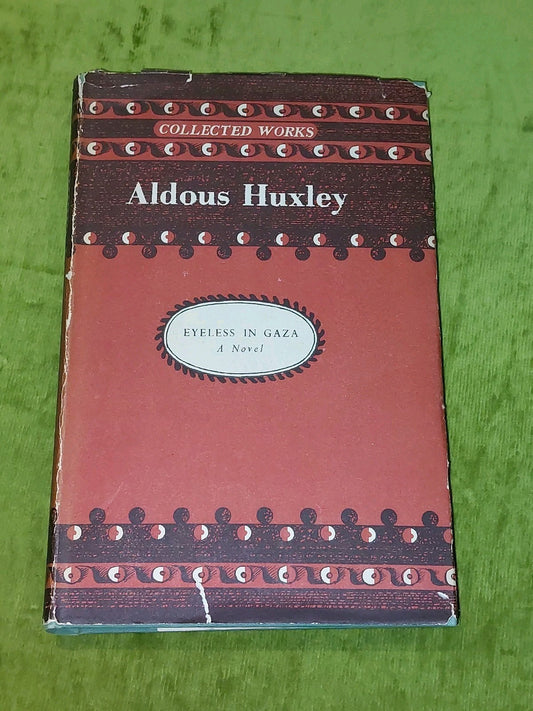 COLLECTED WORKS
Aldous Huxley
EYELESS IN GAZA
A Novel